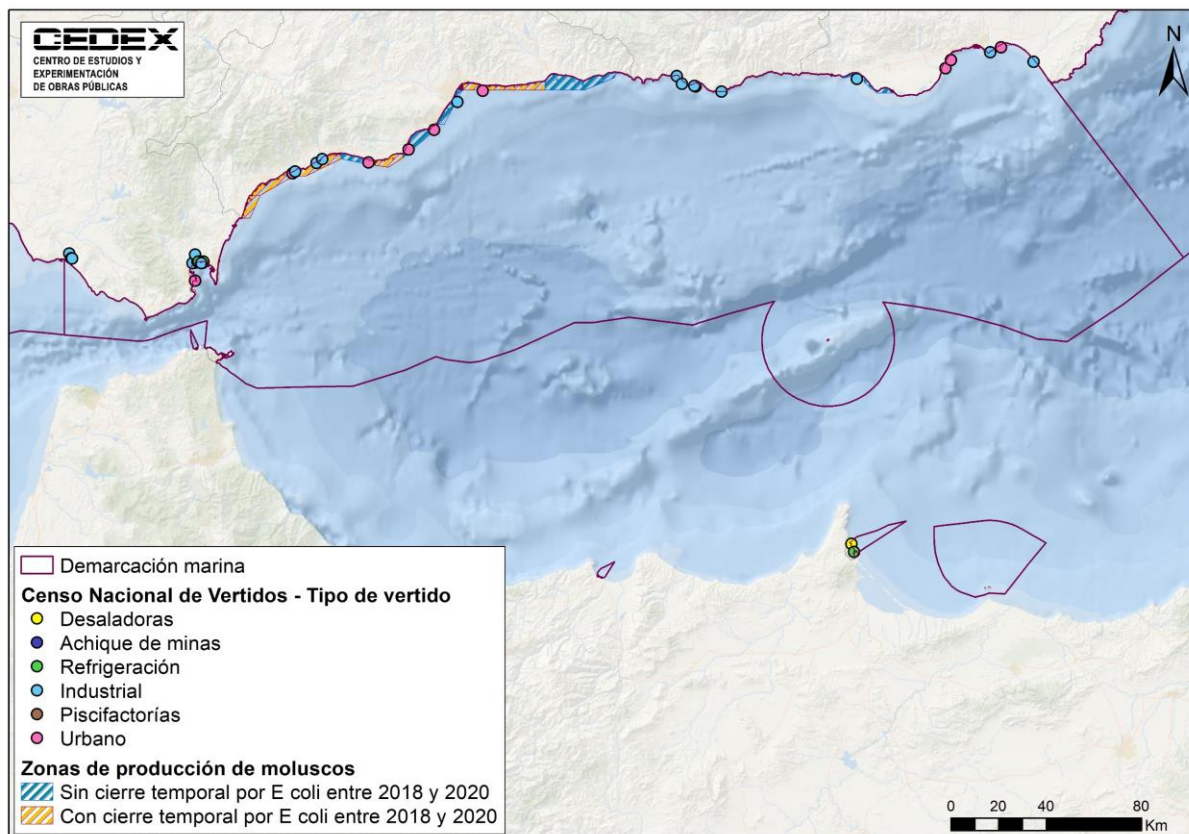 CEDEX
CENTRO DE ESTUDIOS Y
EXPERIMENTACIÓN
DE OBRAS PÚBLICAS
N
Demarcación marina
Censo Nacional de Vertidos - Tipo de vertido
Desaladoras
Achique de minas
Refrigeración
Industrial
Piscifactorías
Urbano
Zonas de producción de moluscos
Sin cierre temporal por E coli entre 2018 y 2020
Con cierre temporal por E coli entre 2018 y 2020
0 20 40 80
Km